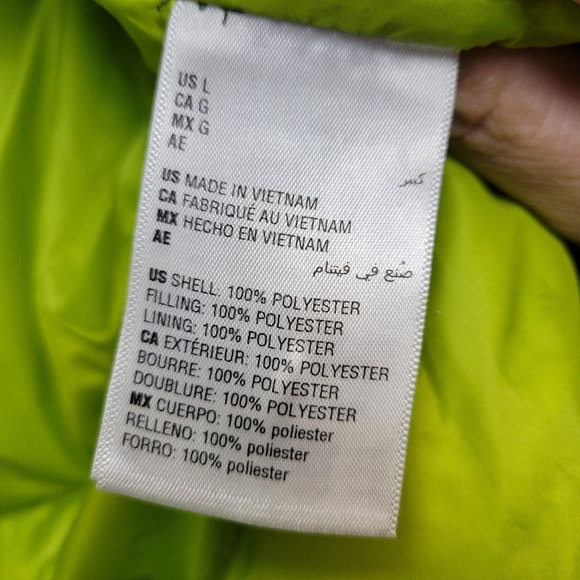 US L
CA G
MX G
AE
كبير
US MADE IN VIETNAM
CA FABRIQUÉ AU VIETNAM
MX HECHO EN VIETNAM
AE
صُنع في فيتنام
US SHELL: 100% POLYESTER
FILLING: 100% POLYESTER
LINING: 100% POLYESTER
CA EXTÉRIEUR: 100% POLYESTER
BOURRE: 100% POLYESTER
DOUBLURE: 100% POLYESTER
MX CUERPO: 100% poliester
RELLENO: 100% poliester
FORRO: 100% poliester